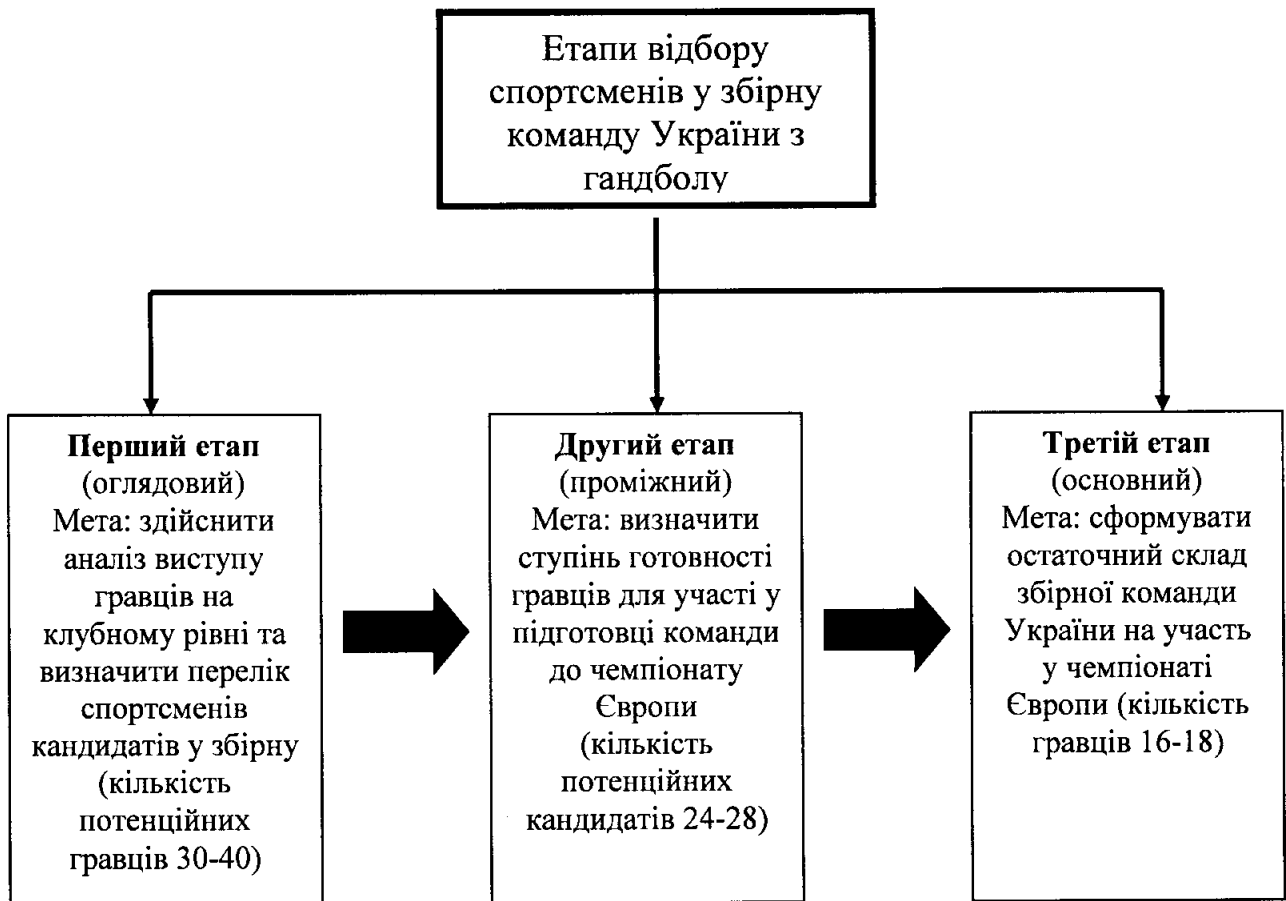 Етапи відбору
спортсменів у збірну
команду України з
гандболу
Перший етап
(оглядовий)
Мета: здійснити
аналіз виступу
гравців на
клубному рівні та
визначити перелік
спортсменів
кандидатів у збірну
(кількість
потенційних
гравців 30-40)
Другий етап
(проміжний)
Мета: визначити
ступінь готовності
гравців для участі у
підготовці команди
до чемпіонату
Європи
(кількість
потенційних
кандидатів 24-28)
Третій етап
(основний)
Мета: сформувати
остаточний склад
збірної команди
України на участь
у чемпіонаті
Європи (кількість
гравців 16-18)